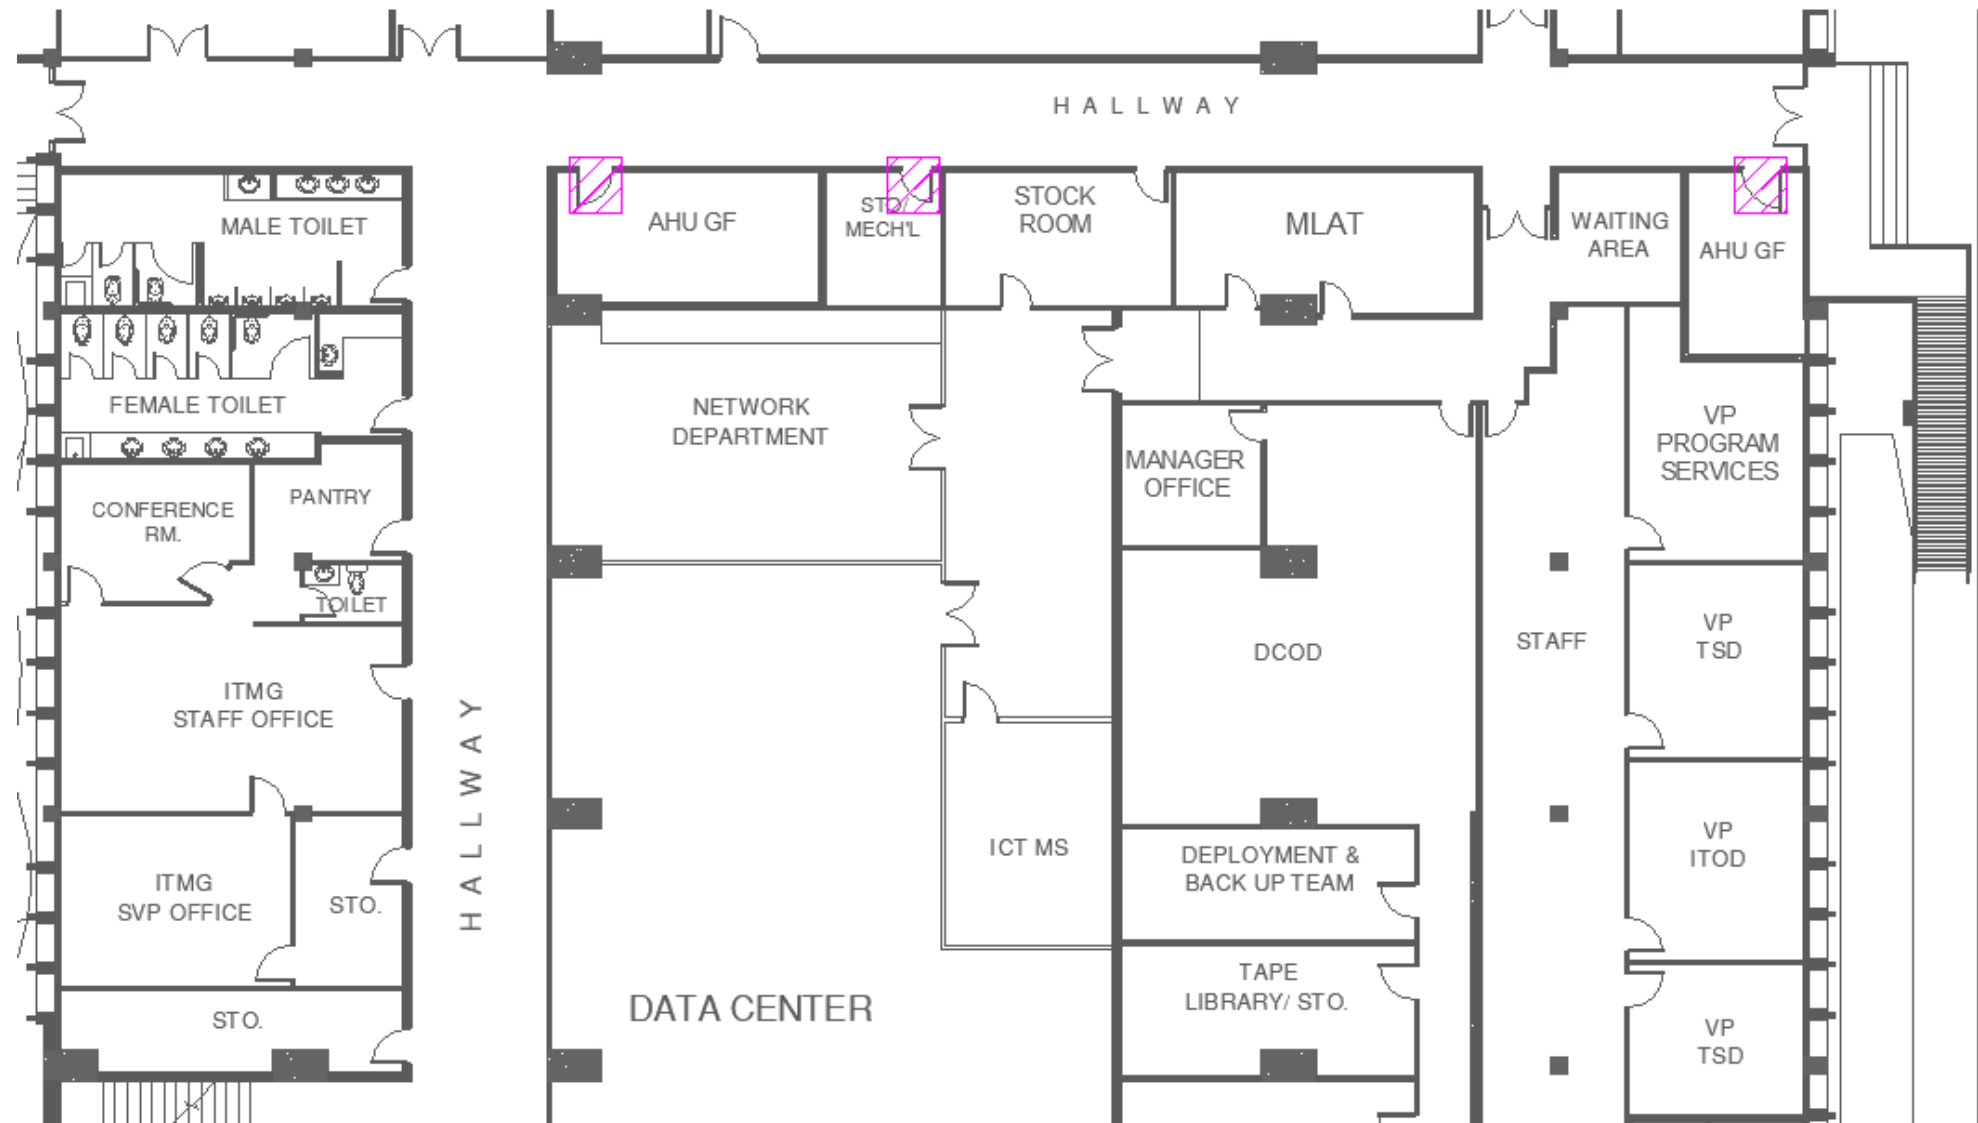 HALLWAY
MALE TOILET
AHU GF
STO/
MECH'L
STOCK
ROOM
MLAT
WAITING
AREA
AHU GF
FEMALE TOILET
NETWORK
DEPARTMENT
MANAGER
OFFICE
VP
PROGRAM
SERVICES
CONFERENCE
RM.
PANTRY
TOILET
ITMG
STAFF OFFICE
HALLWAY
DCOD
STAFF
VP
TSD
ICT MS
DEPLOYMENT &
BACK UP TEAM
VP
ITOD
ITMG
SVP OFFICE
STO.
DATA CENTER
TAPE
LIBRARY/ STO.
STO.
VP
TSD